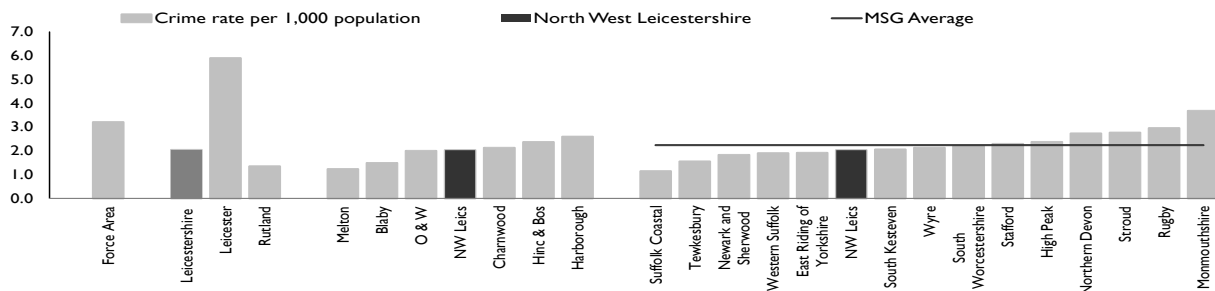 Crime rate per 1,000 population
North West Leicestershire
MSG Average
7.0
6.0
5.0
4.0
3.0
2.0
1.0
0.0
Force Area
Leicestershire
Leicester
Rutland
Melton
Blaby
O & W
NW Leics
Charnwood
Hinc & Bos
Harborough
Suffolk Coastal
Tewkesbury
Newark and
Sherwood
Western Suffolk
East Riding of
Yorkshire
NW Leics
South Kesteven
Wyre
South
Worcestershire
Stafford
High Peak
Northern Devon
Stroud
Rugby
Monmouthshire